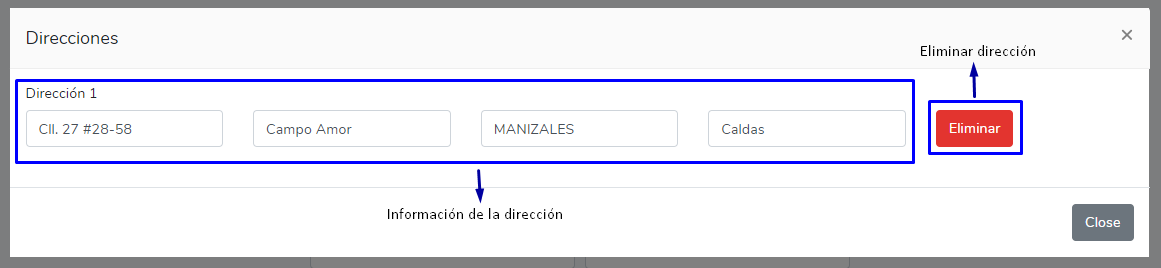 Direcciones
×
Eliminar dirección
Dirección 1
Cll. 27 #28-58
Campo Amor
MANIZALES
Caldas
Eliminar
Información de la dirección
Close